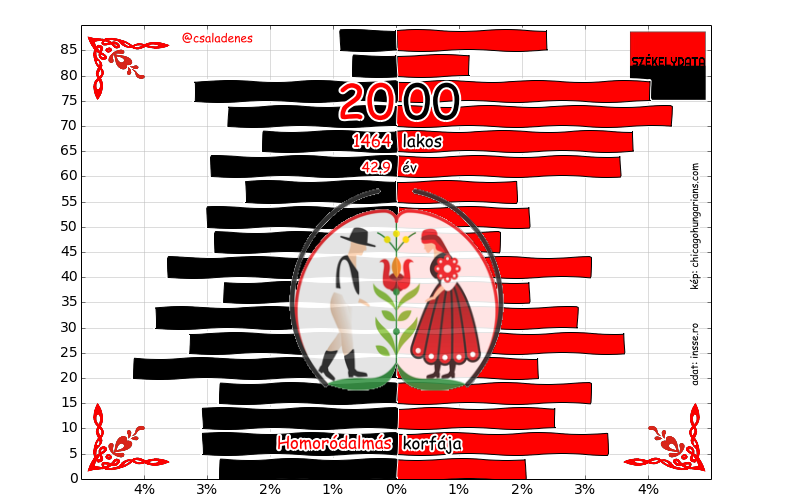 @csaladenes
SZÉKELYDATA
2000
1464 lakos
42.9 év
kép: chicagohungarians.com
adat: insse.ro
Homoródalmás korfája
85
80
75
70
65
60
55
50
45
40
35
30
25
20
15
10
5
0
4% 3% 2% 1% 0% 1% 2% 3% 4%